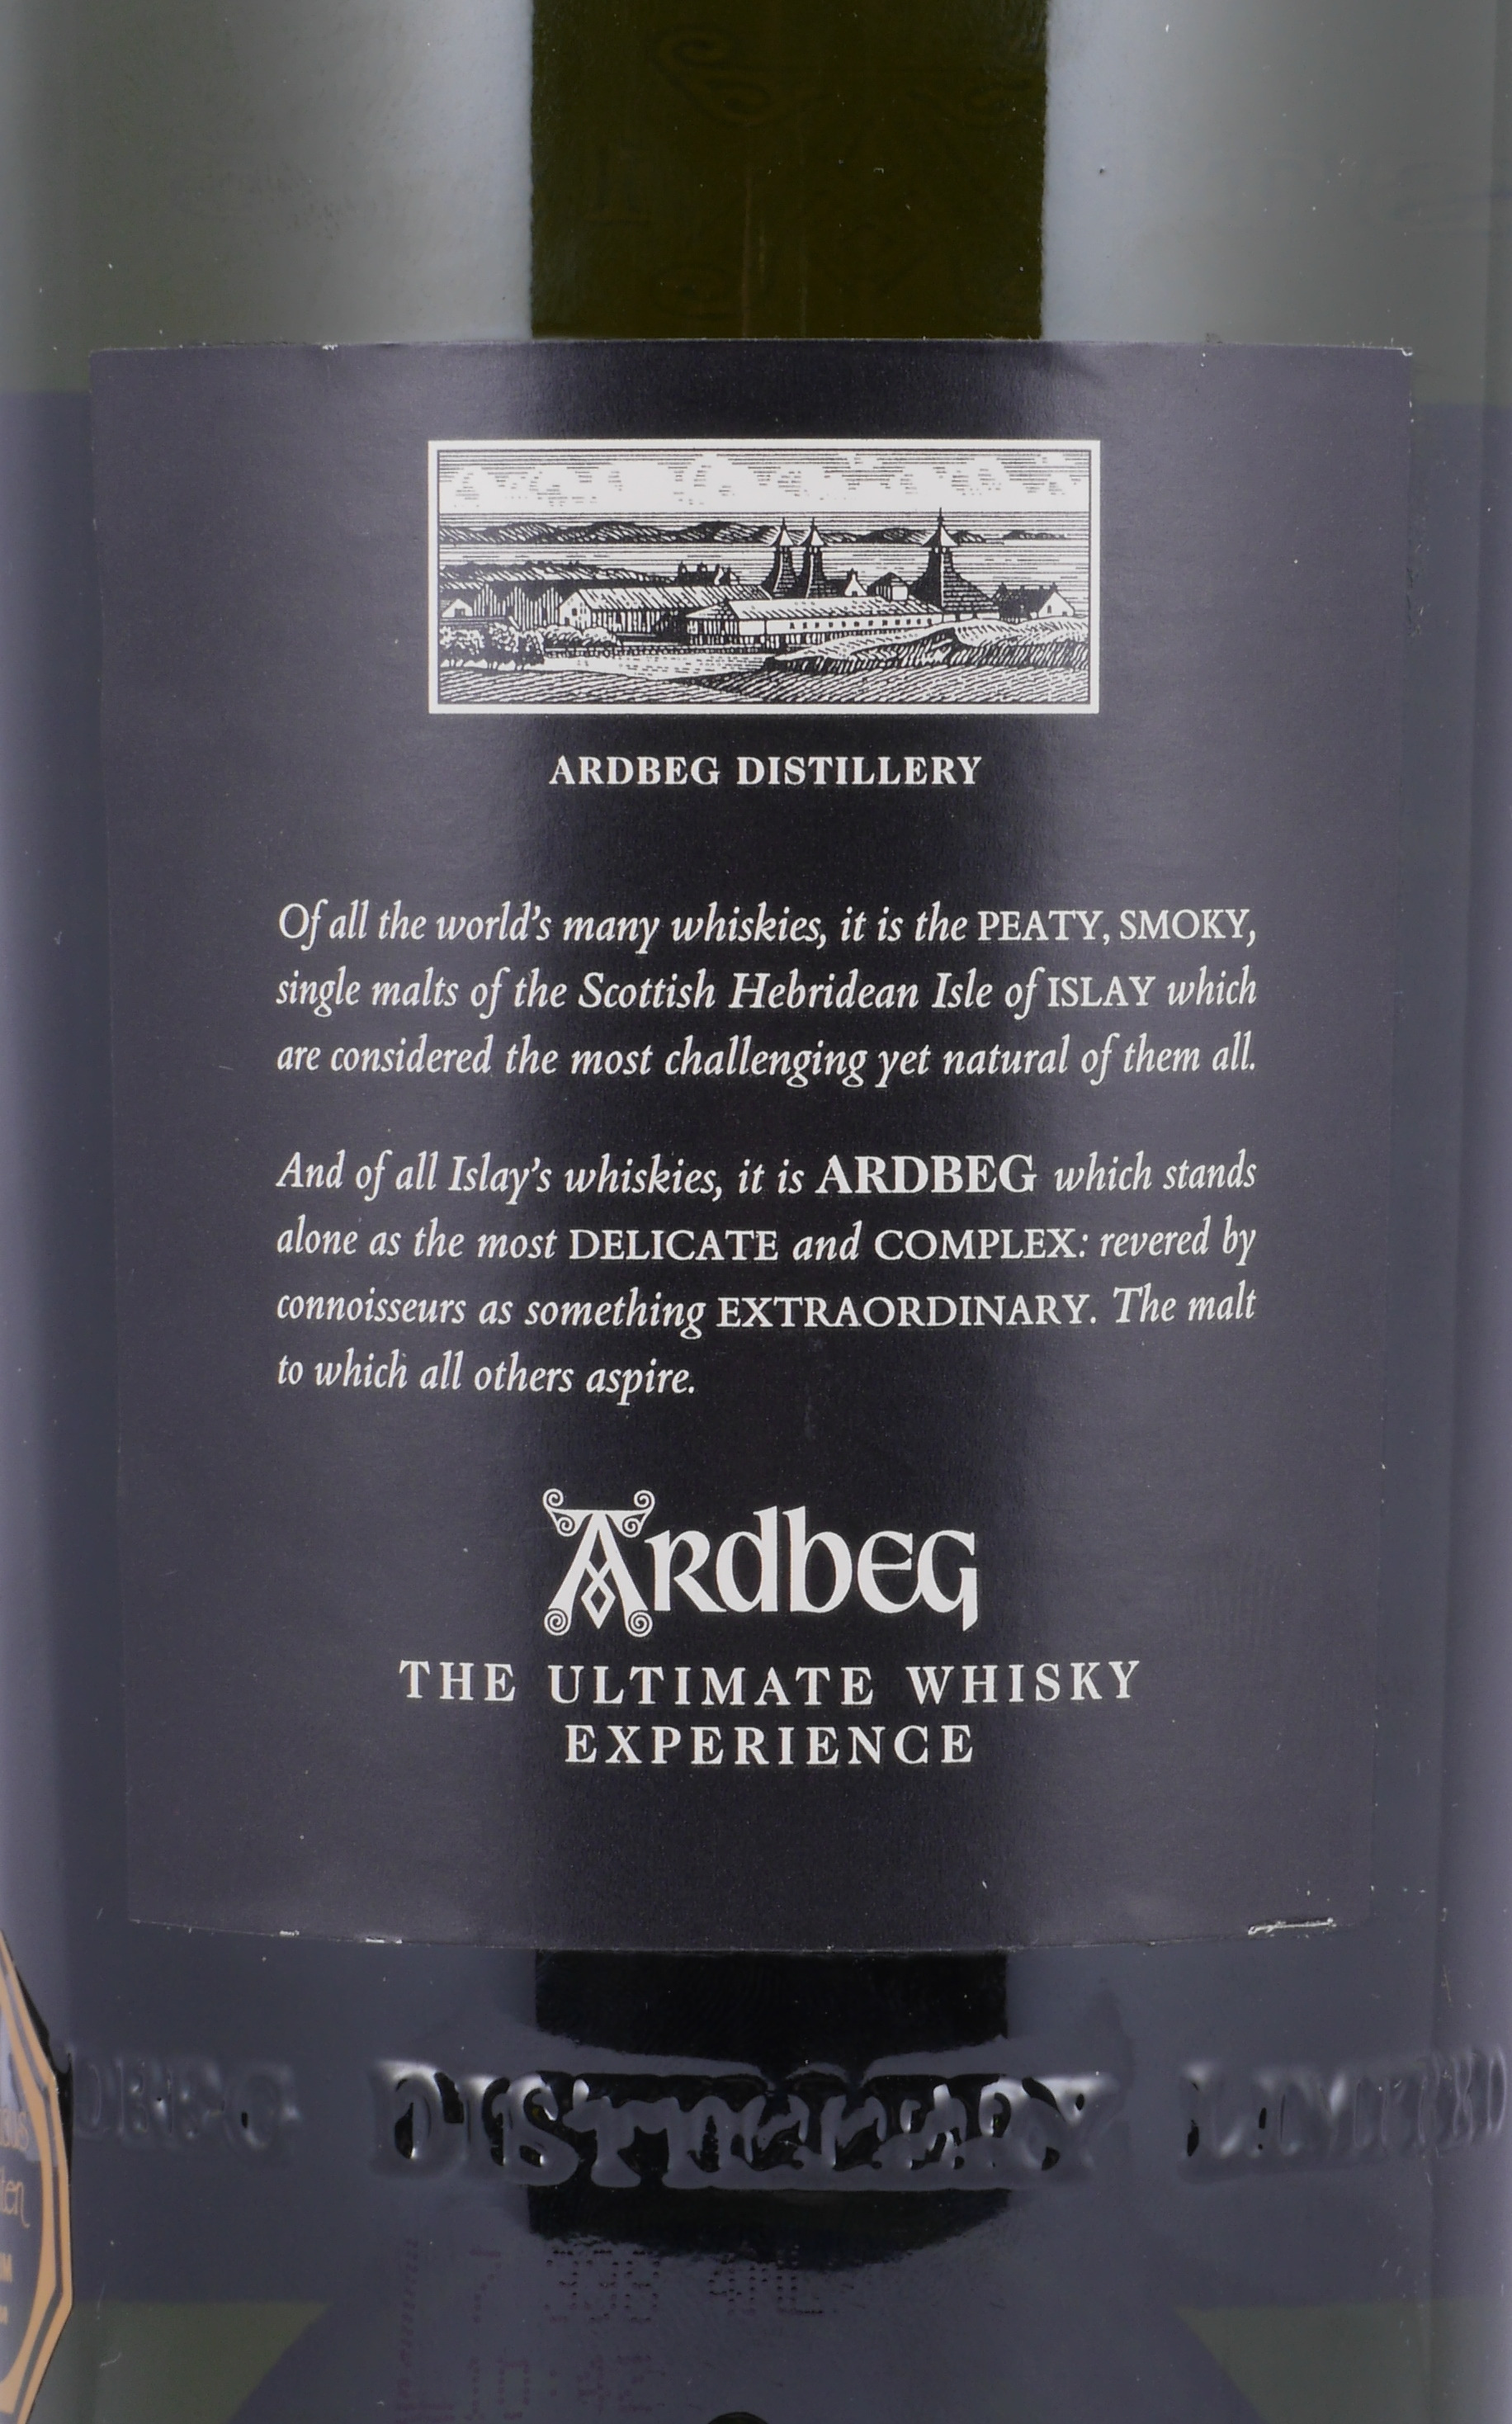 ARDBEG DISTILLERY
Of all the world's many whiskies, it is the PEATY, SMOKY,
single malts of the Scottish Hebridean Isle of ISLAY which
are considered the most challenging yet natural of them all.
And of all Islay's whiskies, it is ARDBEG which stands
alone as the most DELICATE and COMPLEX: revered by
connoisseurs as something EXTRAORDINARY. The malt
to which all others aspire.
Ardbeg
THE ULTIMATE WHISKY
EXPERIENCE
DISTILLERY